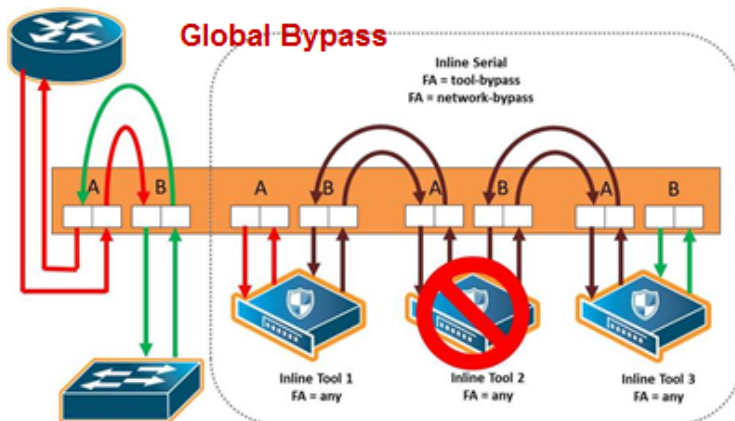 Global Bypass
Inline Serial
FA = tool-bypass
FA = network-bypass
A
B
A
B
A
B
A
B
Inline Tool 1
FA = any
Inline Tool 2
FA = any
Inline Tool 3
FA = any